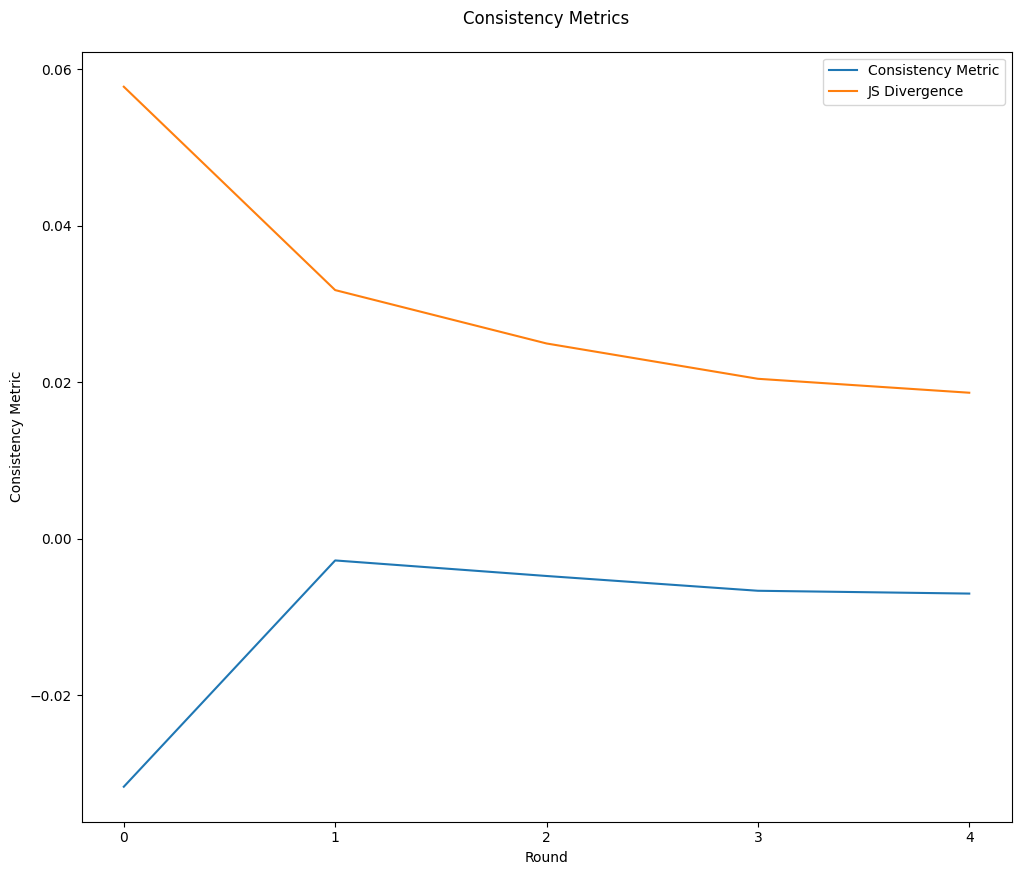 Consistency Metrics
Consistency Metric
JS Divergence
0.06
0.04
0.02
0.00
−0.02
Consistency Metric
0 1 2 3 4
Round